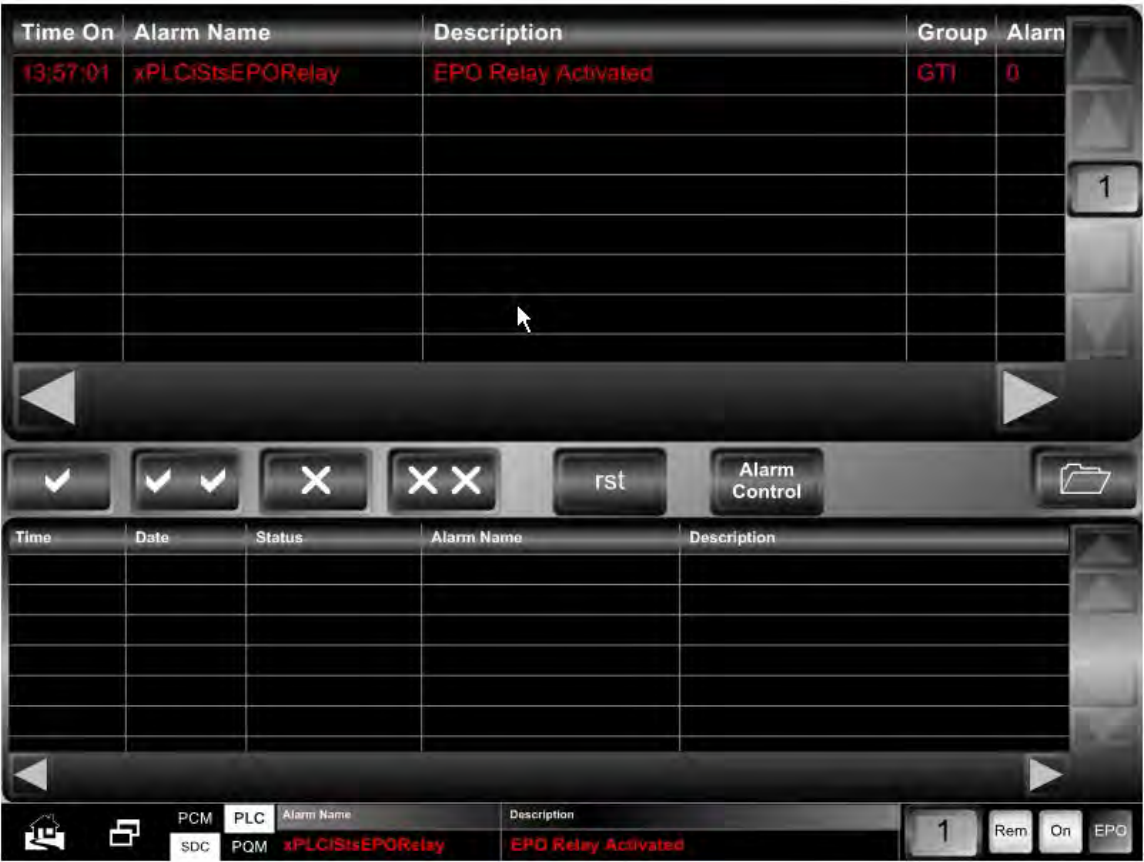 Time On Alarm Name Description Group Alarn
13:57:01 xPLCiStsEPORelay EPO Relay Activated GTI 0
1
rst Alarm Control
Time Date Status Alarm Name Description
PCM PLC Alarm Name Description
SDC PQM xPLCiStsEPORelay EPO Relay Activated
1 Rem On EPO